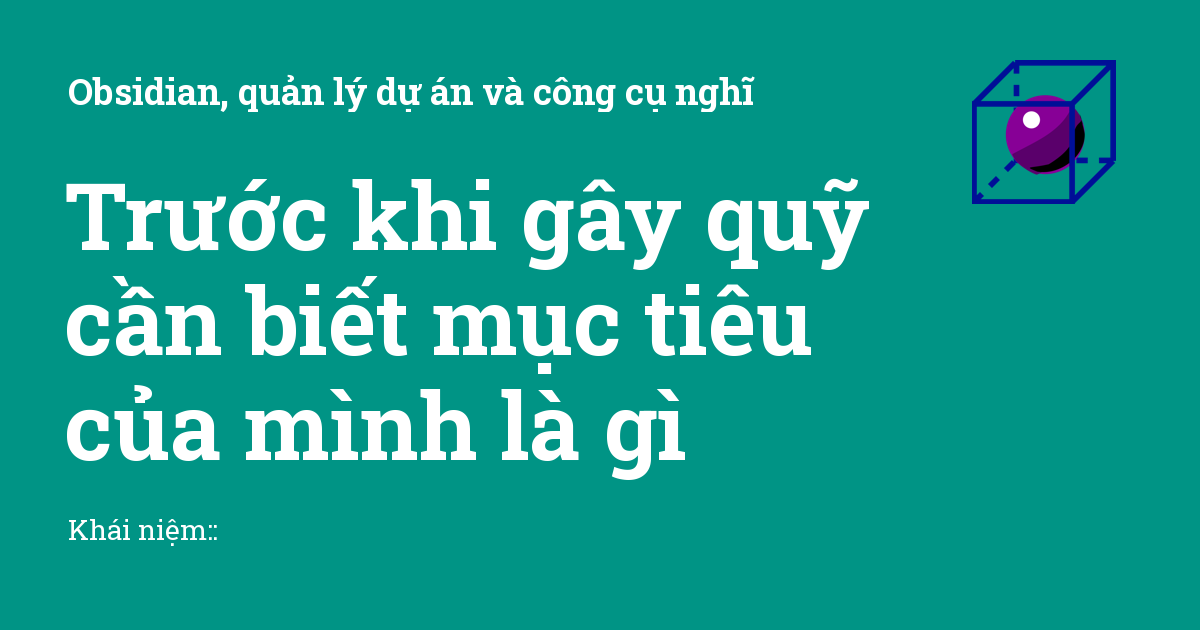 Obsidian, quản lý dự án và công cụ nghĩ
Trước khi gây quỹ
cần biết mục tiêu
của mình là gì
Khái niệm::